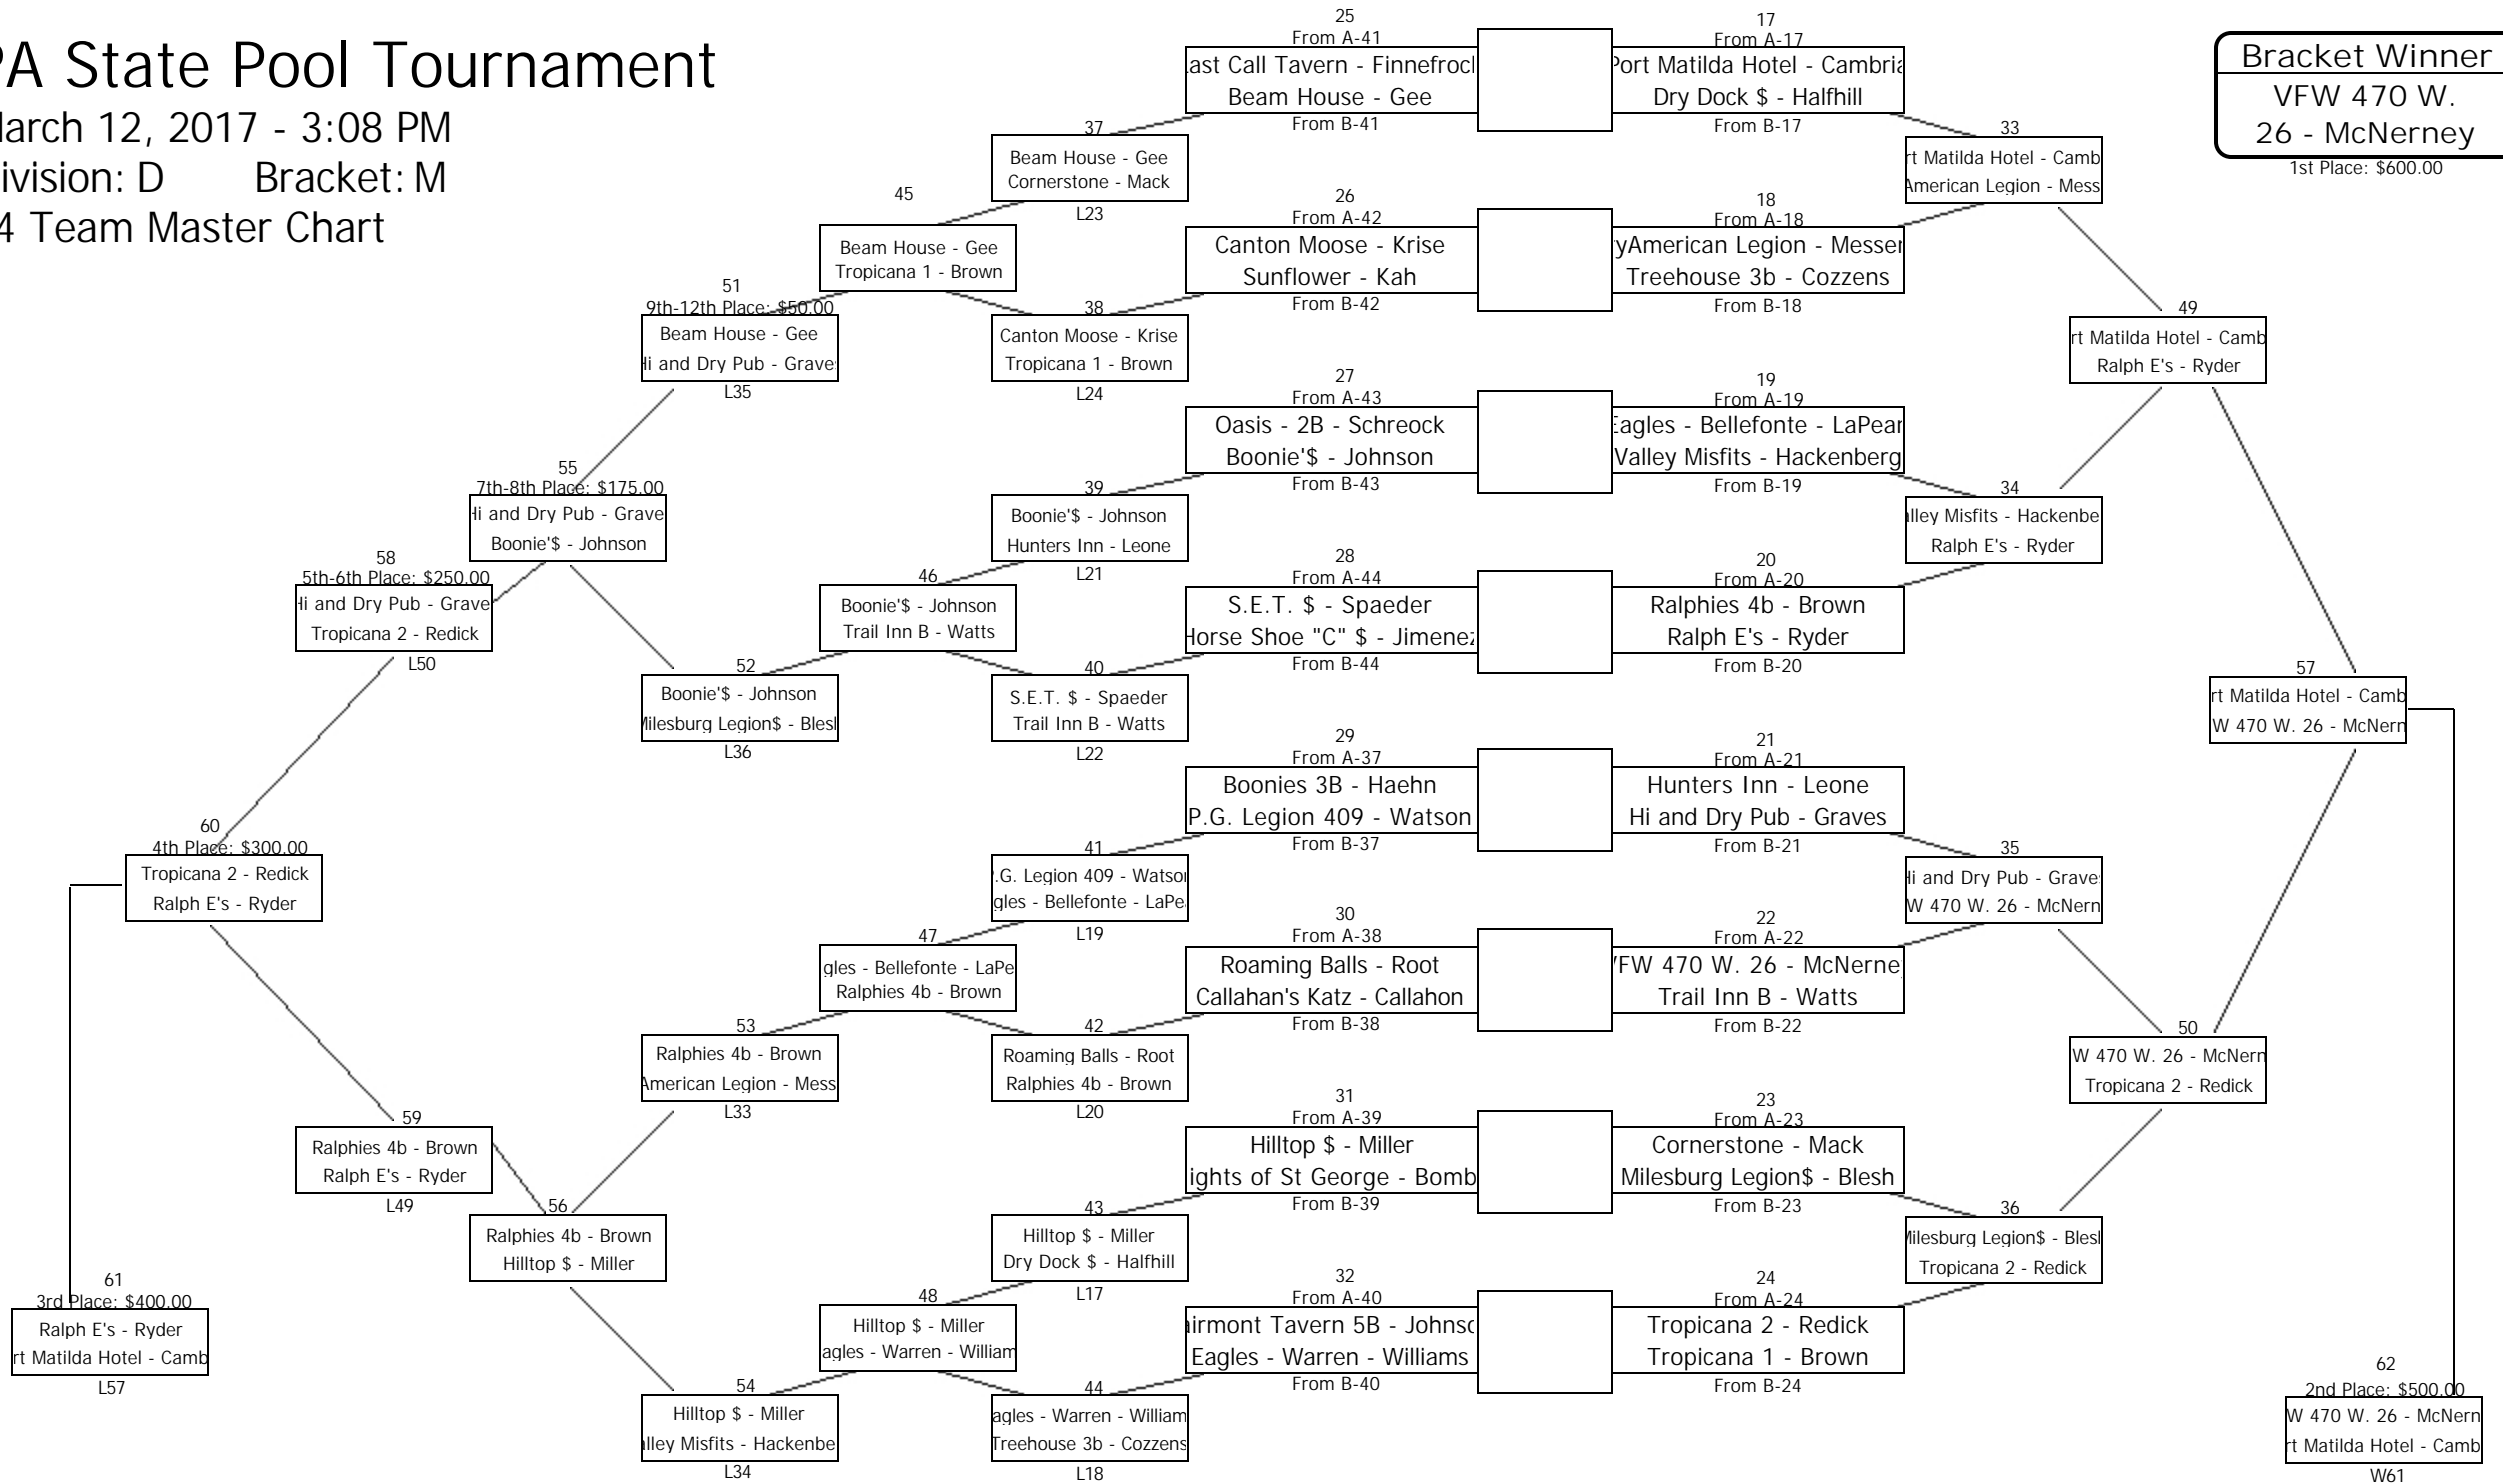 PA State Pool Tournament
March 12, 2017 - 3:08 PM
ivision: D Bracket: M
4 Team Master Chart
Bracket Winner
VFW 470 W.
26 - McNerney
1st Place: $600.00
25
From A-41
Last Call Tavern - Finnefrock
Beam House - Gee
From B-41
26
From A-42
Canton Moose - Krise
Sunflower - Kah
From B-42
27
From A-43
Oasis - 2B - Schreock
Boonie'$ - Johnson
From B-43
28
From A-44
S.E.T. $ - Spaeder
Horse Shoe "C" $ - Jimenez
From B-44
29
From A-37
Boonies 3B - Haehn
P.G. Legion 409 - Watson
From B-37
30
From A-38
Roaming Balls - Root
Callahan's Katz - Callahon
From B-38
31
From A-39
Hilltop $ - Miller
ights of St George - Bomb
From B-39
32
From A-40
airmont Tavern 5B - Johnso
Eagles - Warren - Williams
From B-40
17
From A-17
Port Matilda Hotel - Cambria
Dry Dock $ - Halfhill
From B-17
18
From A-18
yAmerican Legion - Messer
Treehouse 3b - Cozzens
From B-18
19
From A-19
Eagles - Bellefonte - LaPear
Valley Misfits - Hackenberg
From B-19
20
From A-20
Ralphies 4b - Brown
Ralph E's - Ryder
From B-20
21
From A-21
Hunters Inn - Leone
Hi and Dry Pub - Graves
From B-21
22
From A-22
VFW 470 W. 26 - McNerney
Trail Inn B - Watts
From B-22
23
From A-23
Cornerstone - Mack
Milesburg Legion$ - Blesh
From B-23
24
From A-24
Tropicana 2 - Redick
Tropicana 1 - Brown
From B-24
33
rt Matilda Hotel - Camb
American Legion - Mess
34
alley Misfits - Hackenbe
Ralph E's - Ryder
35
Hi and Dry Pub - Graves
W 470 W. 26 - McNern
36
Milesburg Legion$ - Blesh
Tropicana 2 - Redick
49
rt Matilda Hotel - Camb
Ralph E's - Ryder
50
W 470 W. 26 - McNern
Tropicana 2 - Redick
57
rt Matilda Hotel - Camb
W 470 W. 26 - McNern
62
2nd Place: $500.00
W 470 W. 26 - McNern
rt Matilda Hotel - Camb
W61
37
Beam House - Gee
Cornerstone - Mack
L23
38
Canton Moose - Krise
Tropicana 1 - Brown
L24
39
Boonie'$ - Johnson
Hunters Inn - Leone
L21
40
S.E.T. $ - Spaeder
Trail Inn B - Watts
L22
41
P.G. Legion 409 - Watson
gles - Bellefonte - LaPea
L19
42
Roaming Balls - Root
Ralphies 4b - Brown
L20
43
Hilltop $ - Miller
Dry Dock $ - Halfhill
L17
44
agles - Warren - William
Treehouse 3b - Cozzens
L18
45
Beam House - Gee
Tropicana 1 - Brown
46
Boonie'$ - Johnson
Trail Inn B - Watts
47
gles - Bellefonte - LaPe
Ralphies 4b - Brown
48
Hilltop $ - Miller
agles - Warren - William
51
9th-12th Place: $50.00
Beam House - Gee
Hi and Dry Pub - Graves
L35
52
Boonie'$ - Johnson
Milesburg Legion$ - Blesh
L36
53
Ralphies 4b - Brown
American Legion - Mess
L33
54
Hilltop $ - Miller
alley Misfits - Hackenbe
L34
55
7th-8th Place: $175.00
Hi and Dry Pub - Grave
Boonie'$ - Johnson
56
Ralphies 4b - Brown
Hilltop $ - Miller
58
5th-6th Place: $250.00
Hi and Dry Pub - Grave
Tropicana 2 - Redick
L50
59
Ralphies 4b - Brown
Ralph E's - Ryder
L49
60
4th Place: $300.00
Tropicana 2 - Redick
Ralph E's - Ryder
61
3rd Place: $400.00
Ralph E's - Ryder
rt Matilda Hotel - Camb
L57